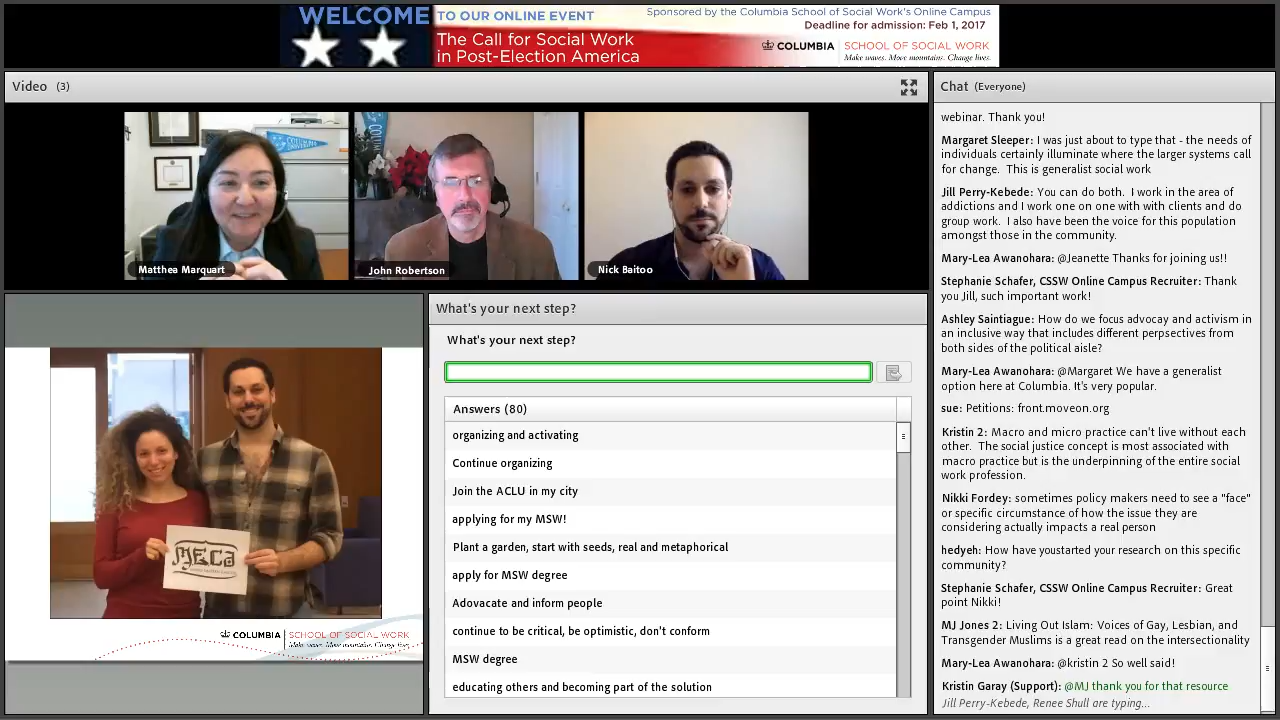 WELCOME TO OUR ONLINE EVENT
The Call for Social Work
in Post-Election America
Sponsored by the Columbia School of Social Work's Online Campus
Deadline for admission: Feb 1, 2017
COLUMBIA SCHOOL OF SOCIAL WORK
Make waves. Move mountains. Change lives.
Video (3)
Matthea Marquart
John Robertson
Nick Baitoo
MECA
COLUMBIA SCHOOL OF SOCIAL WORK
Make waves. Move mountains. Change lives.
What's your next step?
What's your next step?
Answers (80)
organizing and activating
Continue organizing
Join the ACLU in my city
applying for my MSW!
Plant a garden, start with seeds, real and metaphorical
apply for MSW degree
Adovacate and inform people
continue to be critical, be optimistic, don't conform
MSW degree
educating others and becoming part of the solution
Chat (Everyone)
webinar. Thank you!
Margaret Sleeper: I was just about to type that - the needs of
individuals certainly illuminate where the larger systems call
for change. This is generalist social work
Jill Perry-Kebede: You can do both. I work in the area of
addictions and I work one on one with with clients and do
group work. I also have been the voice for this population
amongst those in the community.
Mary-Lea Awanohara: @Jeanette Thanks for joining us!!
Stephanie Schafer, CSSW Online Campus Recruiter: Thank
you Jill, such important work!
Ashley Saintiague: How do we focus advocay and activism in
an inclusive way that includes different perpsectives from
both sides of the political aisle?
Mary-Lea Awanohara: @Margaret We have a generalist
option here at Columbia. It's very popular.
sue: Petitions: front.moveon.org
Kristin 2: Macro and micro practice can't live without each
other. The social justice concept is most associated with
macro practice but is the underpinning of the entire social
work profession.
Nikki Fordey: sometimes policy makers need to see a "face"
or specific circumstance of how the issue they are
considering actually impacts a real person
hedyeh: How have youstarted your research on this specific
community?
Stephanie Schafer, CSSW Online Campus Recruiter: Great
point Nikki!
MJ Jones 2: Living Out Islam: Voices of Gay, Lesbian, and
Transgender Muslims is a great read on the intersectionality
Mary-Lea Awanohara: @kristin 2 So well said!
Kristin Garay (Support): @MJ thank you for that resource
Jill Perry-Kebede, Renee Shull are typing...